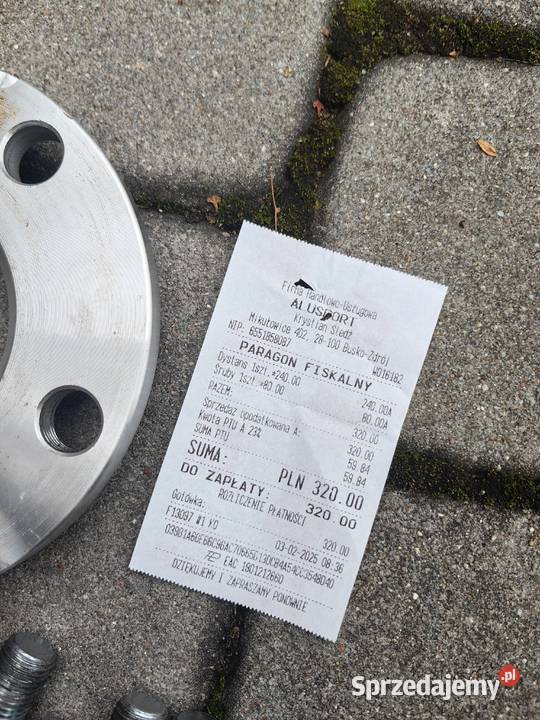 Firma Handlowo-Usługowa
ALUSPORT
Krystian Śledź
Mikułowice 402, 28-100 Busko-Zdrój
NIP: 6551858087 W016182
PARAGON FISKALNY
Dystans 1szt.*240.00 240.00A
Śruby 1szt.*80.00 80.00A
RAZEM: 320.00
Sprzedaż opodatkowana A: 320.00
Kwota PTU A 23% 59.84
SUMA PTU 59.84
SUMA: PLN 320.00
DO ZAPŁATY: 320.00
ROZLICZENIE PŁATNOŚCI
Gotówka: 320.00
F13097 #1 KO 03-02-2025 08:36
EAC 1801212660
DZIĘKUJEMY I ZAPRASZAMY PONOWNIE
Sprzedajemy.pl